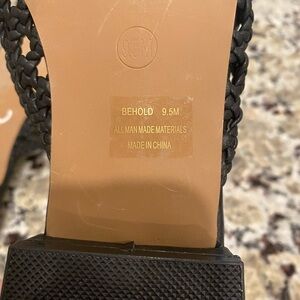 BEHOLD 9.5M
ALL MAN MADE MATERIALS
MADE IN CHINA